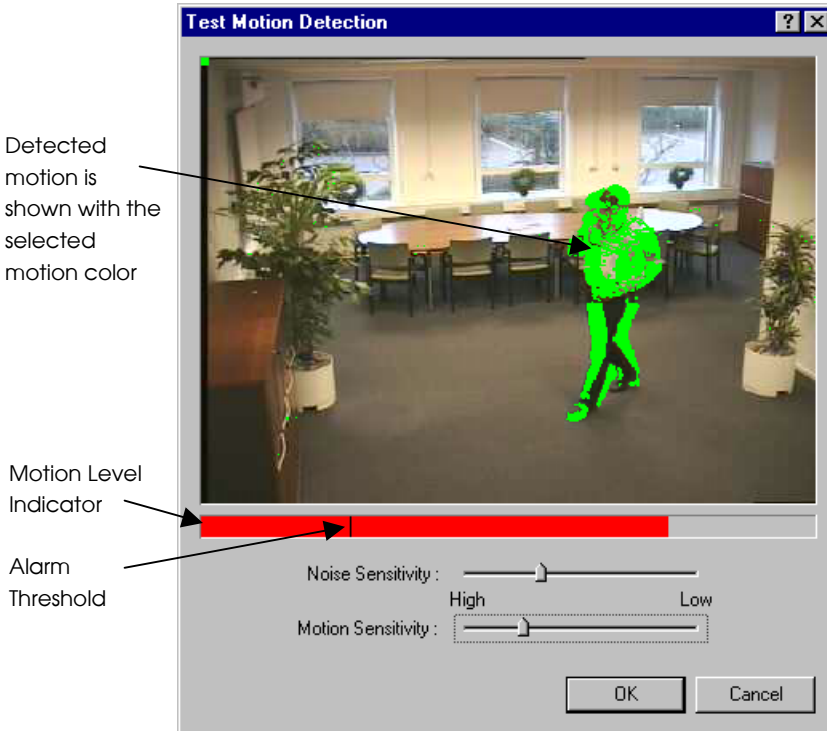 Test Motion Detection
Detected
motion is
shown with the
selected
motion color
Motion Level
Indicator
Alarm
Threshold
Noise Sensitivity :
High Low
Motion Sensitivity :
OK Cancel